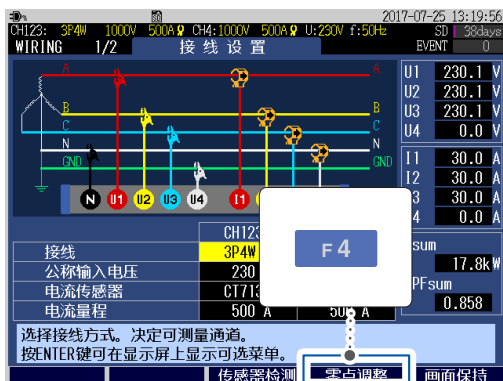 2017-07-25 13:19:56
CH123: 3P4W 1000V 500A CH4:1000V 500A U:230V f:50Hz SD 38days
WIRING 1/2 接线设置 EVENT 0
A A
B B
C C
N N
GND GND
N U1 U2 U3 U4 I1
U1 230.1 V
U2 230.1 V
U3 230.1 V
U4 0.0 V
I1 30.0 A
I2 30.0 A
3 30.0 A
4 0.0 A
sum
17.8kW
PFsum
0.858
F4
CH123
接线 3P4W
公称输入电压 230
电流传感器 CT713
电流量程 500 A 500 A
选择接线方式。决定可测量通道。
按ENTER键可在显示屏上显示可选菜单。
传感器检测 零点调整 画面保持